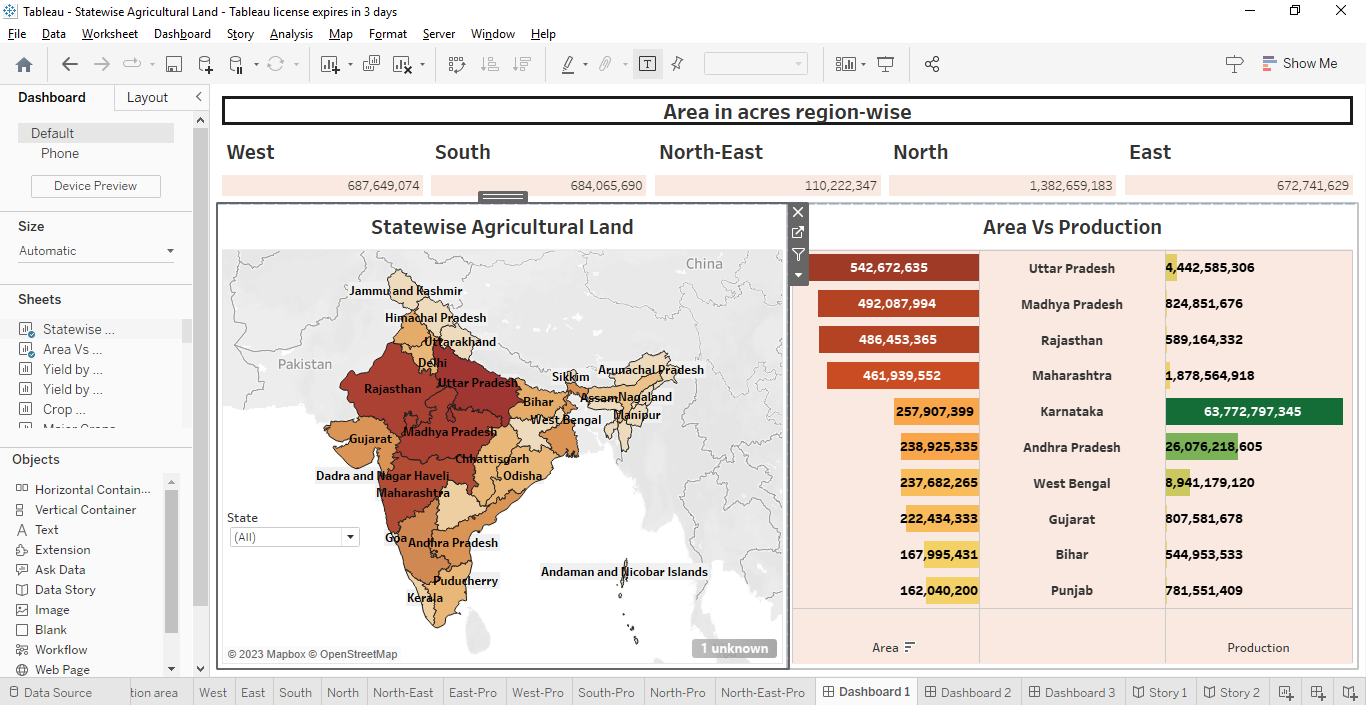 Tableau - Statewise Agricultural Land - Tableau license expires in 3 days
File Data Worksheet Dashboard Story Analysis Map Format Server Window Help
Show Me
Dashboard Layout
Default
Phone
Device Preview
Size
Automatic
Sheets
Statewise ...
Area Vs ...
Yield by ...
Yield by ...
Crop ...
Major Crops
Objects
Horizontal Contain...
Vertical Container
Text
Extension
Ask Data
Data Story
Image
Blank
Workflow
Web Page
Area in acres region-wise
West South North-East North East
687,649,074 684,065,690 110,222,347 1,382,659,183 672,741,629
Statewise Agricultural Land
China
Jammu and Kashmir
Himachal Pradesh
Uttarakhand
Pakistan
Delhi
Arunachal Pradesh
Sikkim
Rajasthan
Uttar Pradesh
Bihar
Assam Nagaland
Manipur
West Bengal
Madhya Pradesh
Gujarat
Chhattisgarh
Dadra and Nagar Haveli
Odisha
Maharashtra
State
(All)
Goa
Andhra Pradesh
Andaman and Nicobar Islands
Puducherry
Kerala
© 2023 Mapbox © OpenStreetMap
1 unknown
Area Vs Production
542,672,635 Uttar Pradesh 4,442,585,306
492,087,994 Madhya Pradesh 824,851,676
486,453,365 Rajasthan 589,164,332
461,939,552 Maharashtra 1,878,564,918
257,907,399 Karnataka 63,772,797,345
238,925,335 Andhra Pradesh 26,076,218,605
237,682,265 West Bengal 8,941,179,120
222,434,333 Gujarat 807,581,678
167,995,431 Bihar 544,953,533
162,040,200 Punjab 781,551,409
Area Production
Data Source tion area West East South North North-East East-Pro West-Pro South-Pro North-Pro North-East-Pro Dashboard 1 Dashboard 2 Dashboard 3 Story 1 Story 2